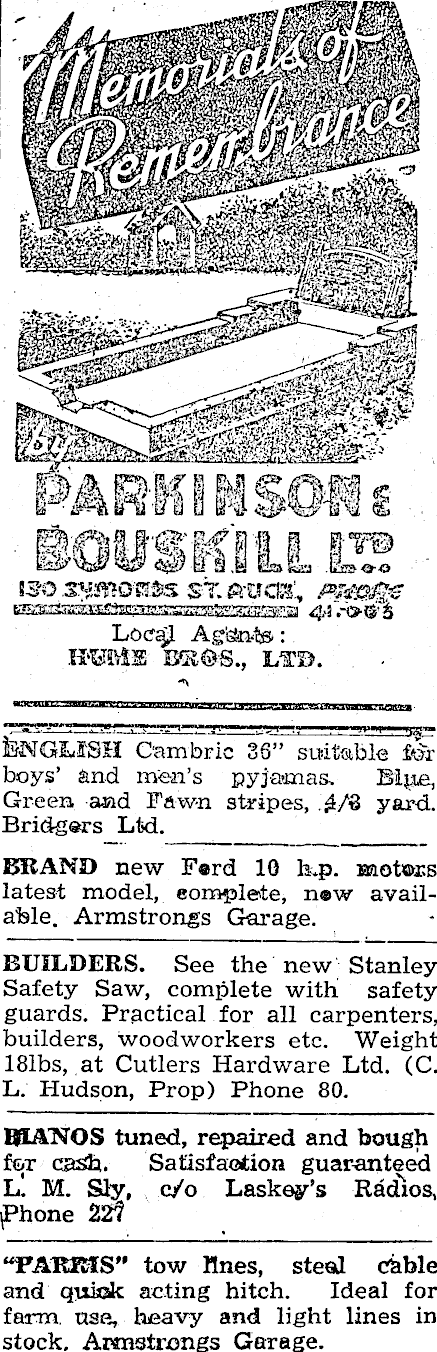 Memorials of
Remembrance
by
PARKINSON &
BOUSKILL LTD.
150 SYMONDS ST. AUCK, PHONE
Local Agents:
HUME BROS., LTD.
ENGLISH Cambric 36" suitable for
boys' and men's pyjamas. Blue,
Green and Fawn stripes, yard.
Bridgers Ltd.
BRAND new Ford 10 h.p. motors
latest model, complete, now avail-
able. Armstrongs Garage.
BUILDERS. See the new Stanley
Safety Saw, complete with safety
guards. Practical for all carpenters,
builders, woodworkers etc. Weight
18lbs, at Cutlers Hardware Ltd. (C.
L. Hudson, Prop) Phone 80.
PIANOS tuned, repaired and bough
for cash. Satisfaction guaranteed
L. M. Sly, c/o Laskey's Radios,
Phone 227
"PARRIS" tow lines, steel cable
and quick acting hitch. Ideal for
farm use, heavy and light lines in
stock. Armstrongs Garage.